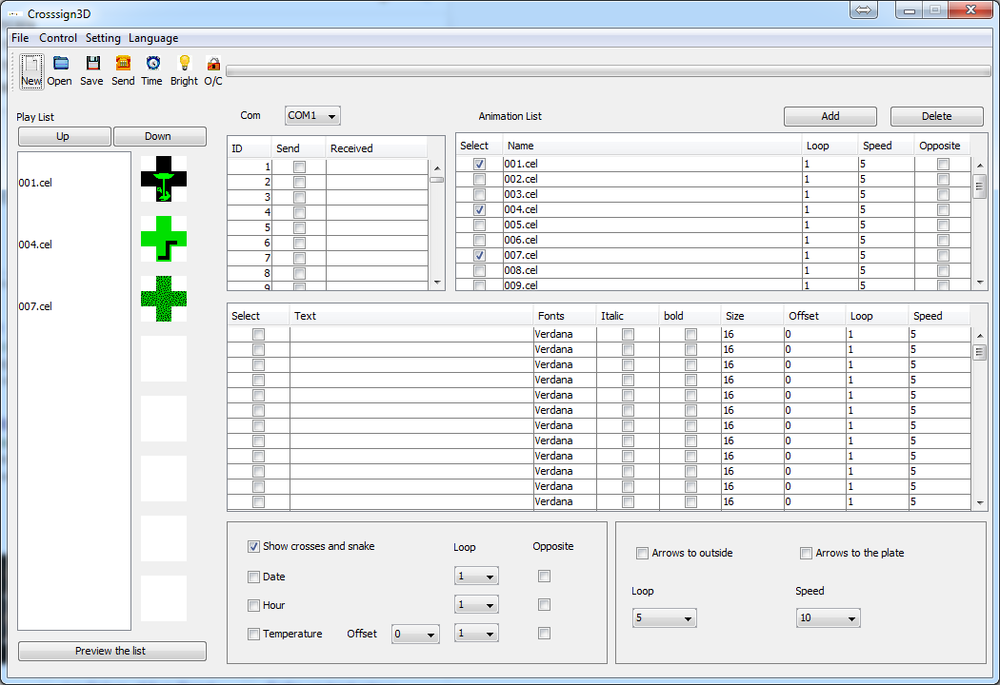 Crosssign3D
File Control Setting Language
New Open Save Send Time Bright O/C
Play List
Up Down
001.cel
004.cel
007.cel
Preview the list
Com COM1
ID Send Received
1
2
3
4
5
6
7
8
9
Animation List Add Delete
Select Name Loop Speed Opposite
001.cel 1 5
002.cel 1 5
003.cel 1 5
004.cel 1 5
005.cel 1 5
006.cel 1 5
007.cel 1 5
008.cel 1 5
009.cel 1 5
Select Text Fonts Italic bold Size Offset Loop Speed
Verdana 16 0 1 5
Verdana 16 0 1 5
Verdana 16 0 1 5
Verdana 16 0 1 5
Verdana 16 0 1 5
Verdana 16 0 1 5
Verdana 16 0 1 5
Verdana 16 0 1 5
Verdana 16 0 1 5
Verdana 16 0 1 5
Verdana 16 0 1 5
Verdana 16 0 1 5
Show crosses and snake Loop Opposite
Date 1
Hour 1
Temperature Offset 0 1
Arrows to outside Arrows to the plate
Loop Speed
5 10